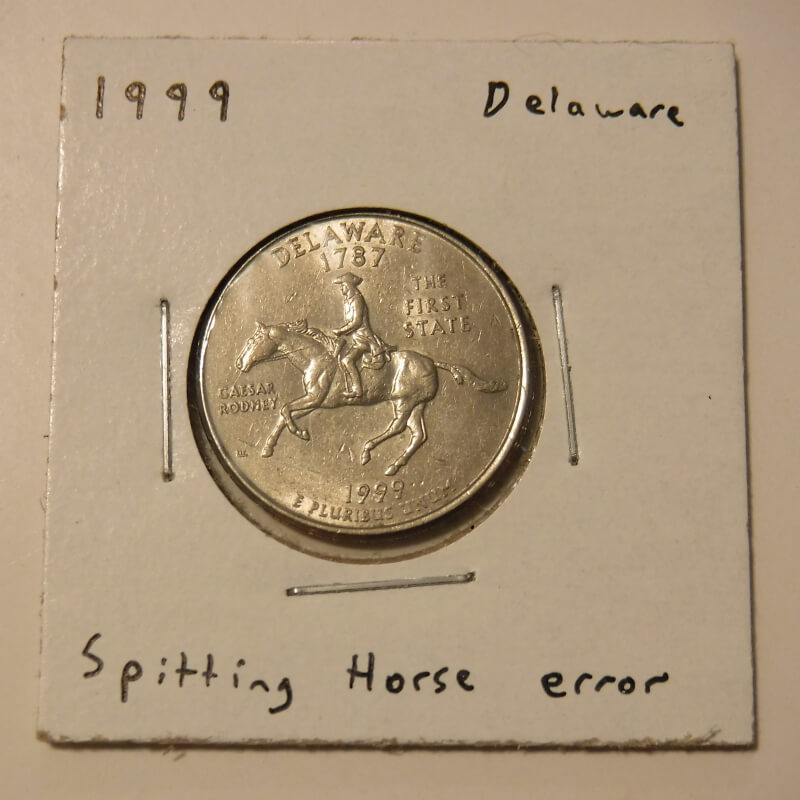 1999 Delaware
DELAWARE
1787
THE
FIRST
STATE
CAESAR
RODNEY
1999
E PLURIBUS UNUM
Spitting Horse error